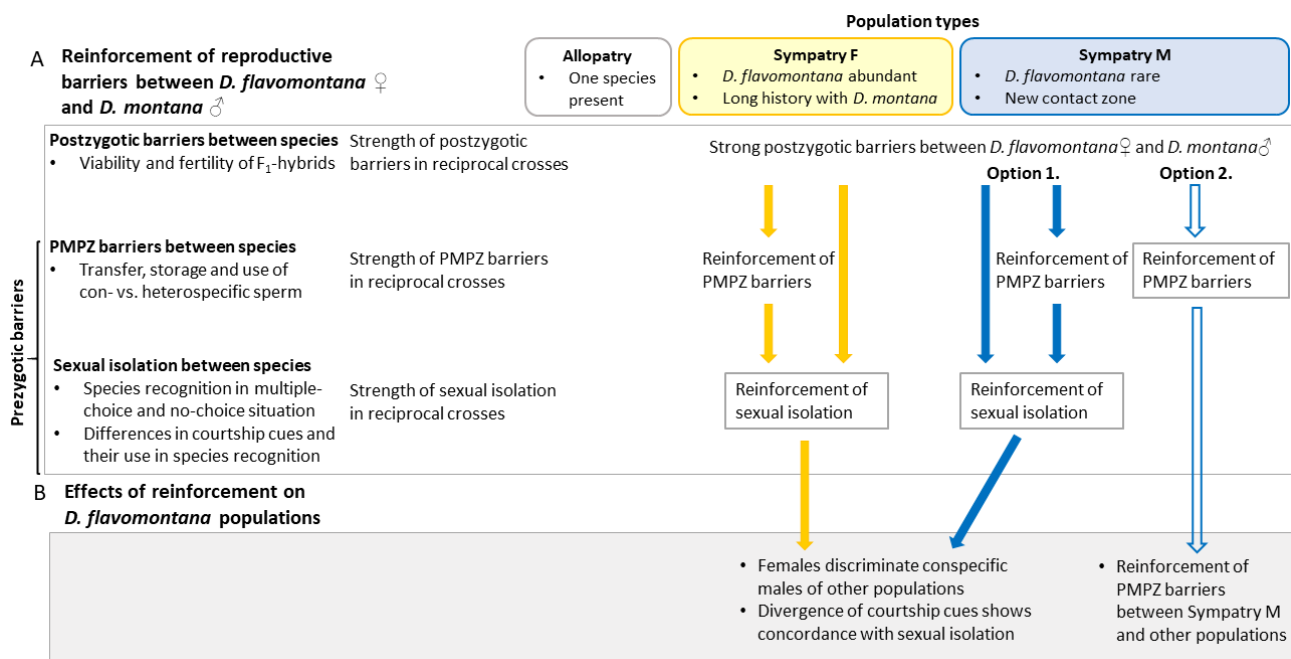 Population types
A Reinforcement of reproductive
barriers between D. flavomontana ♀
and D. montana ♂
Allopatry
• One species
present
Sympatry F
• D. flavomontana abundant
• Long history with D. montana
Sympatry M
• D. flavomontana rare
• New contact zone
Postzygotic barriers between species
• Viability and fertility of F₁-hybrids
Strength of postzygotic
barriers in reciprocal crosses
Strong postzygotic barriers between D. flavomontana♀ and D. montana♂
Option 1.
Option 2.
Prezygotic barriers
PMPZ barriers between species
• Transfer, storage and use of
con- vs. heterospecific sperm
Strength of PMPZ barriers
in reciprocal crosses
Reinforcement of
PMPZ barriers
Reinforcement of
PMPZ barriers
Reinforcement of
PMPZ barriers
Sexual isolation between species
• Species recognition in multiple-
choice and no-choice situation
• Differences in courtship cues and
their use in species recognition
Strength of sexual isolation
in reciprocal crosses
Reinforcement of
sexual isolation
Reinforcement of
sexual isolation
B Effects of reinforcement on
D. flavomontana populations
• Females discriminate conspecific
males of other populations
• Divergence of courtship cues shows
concordance with sexual isolation
• Reinforcement of
PMPZ barriers
between Sympatry M
and other populations